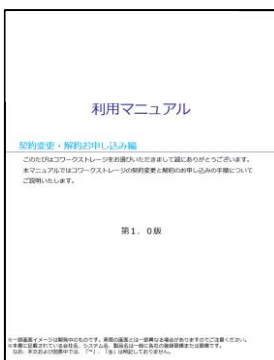 利用マニュアル
契約変更・解約お申し込み編
このたびはコワークストレージをお選びいただきまして誠にありがとうございます。
本マニュアルではコワークストレージの契約変更と解約のお申し込みの手順について
ご説明いたします。
第1．0版
※一部画面イメージは開発中のものです。実際の画面とは一部異なる場合がありますのでご注意ください。
※本書に記載されている会社名、システム名、製品名は一般に各社の登録商標または商標です。
なお、本文および図表中では、「™」、「®」は明記しておりません。